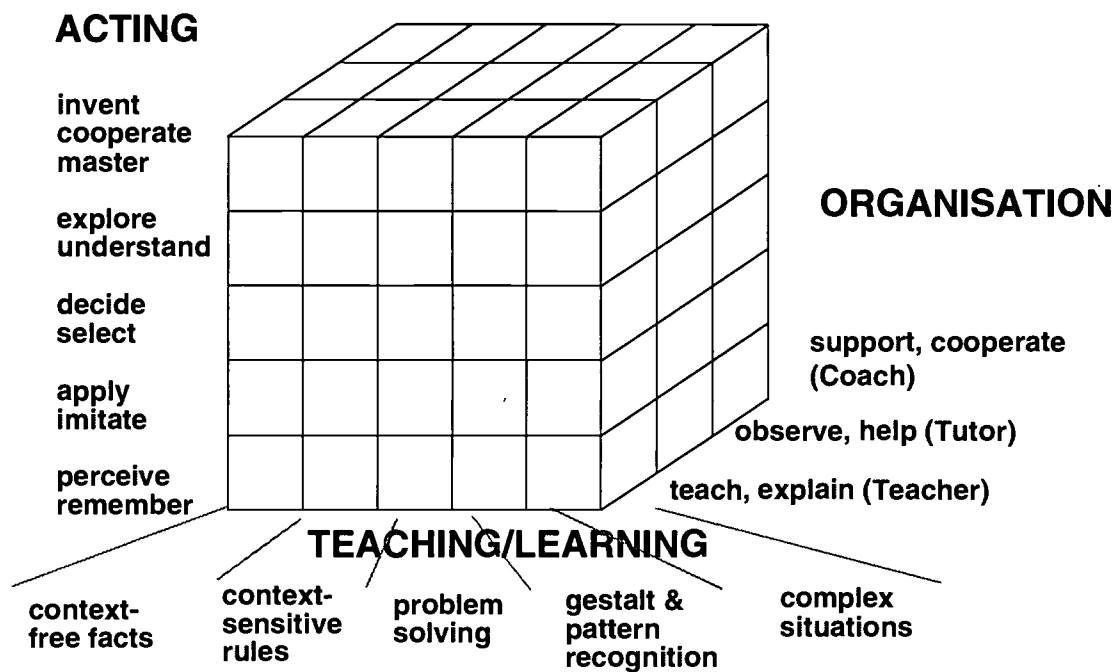 ACTING
invent
cooperate
master
explore
understand
decide
select
apply
imitate
perceive
remember
ORGANISATION
support, cooperate
(Coach)
observe, help (Tutor)
teach, explain (Teacher)
TEACHING/LEARNING
context-
free facts
context-
sensitive
rules
problem
solving
gestalt &
pattern
recognition
complex
situations